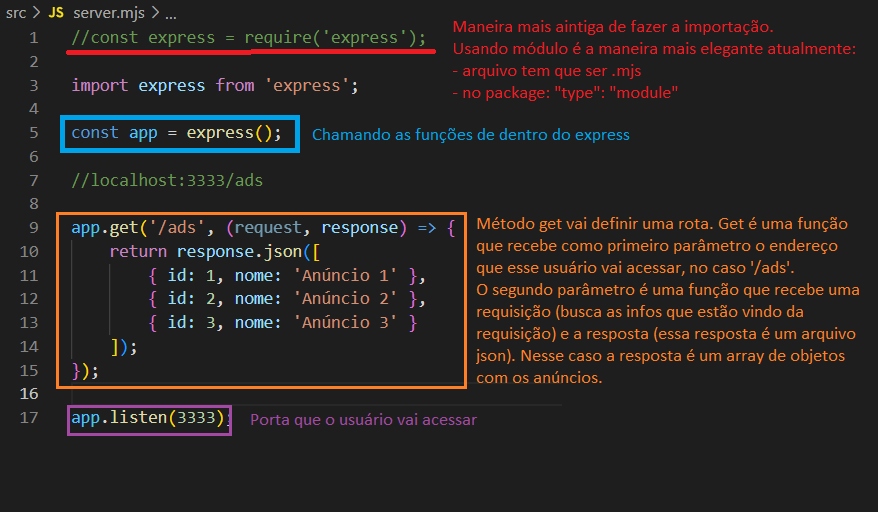 src > JS server.mjs > ...
1 //const express = require('express');
Maneira mais aintiga de fazer a importação.
Usando módulo é a maneira mais elegante atualmente:
- arquivo tem que ser .mjs
- no package: "type": "module"
2
3 import express from 'express';
4
5 const app = express();
Chamando as funções de dentro do express
6
7 //localhost:3333/ads
8
9 app.get('/ads', (request, response) => {
10 return response.json([
11 { id: 1, nome: 'Anúncio 1' },
12 { id: 2, nome: 'Anúncio 2' },
13 { id: 3, nome: 'Anúncio 3' }
14 ]);
15 });
Método get vai definir uma rota. Get é uma função
que recebe como primeiro parâmetro o endereço
que esse usuário vai acessar, no caso '/ads'.
O segundo parâmetro é uma função que recebe uma
requisição (busca as infos que estão vindo da
requisição) e a resposta (essa resposta é um arquivo
json). Nesse caso a resposta é um array de objetos
com os anúncios.
16
17 app.listen(3333);
Porta que o usuário vai acessar